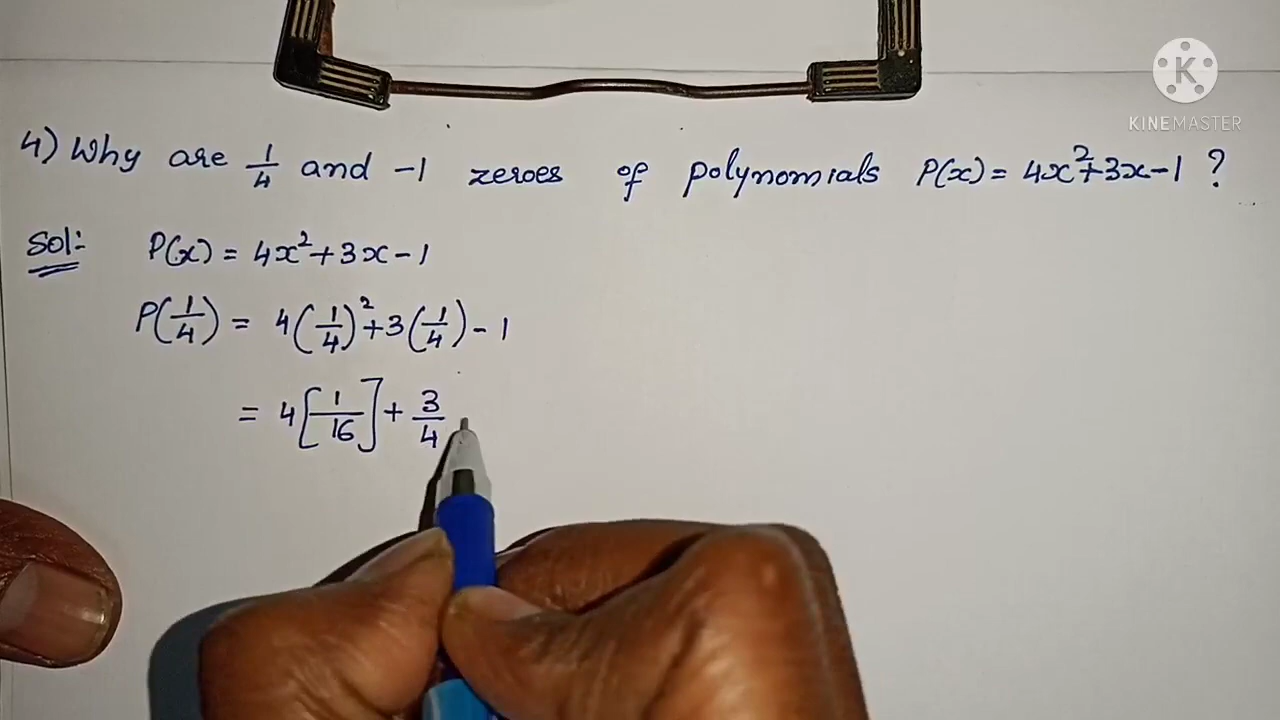 K
KINEMASTER
4) Why are 1/4 and -1 zeroes of polynomials P(x) = 4x²+3x-1 ?
Sol:- P(x) = 4x²+3x-1
P(1/4) = 4(1/4)²+3(1/4)-1
= 4[1/16]+3/4